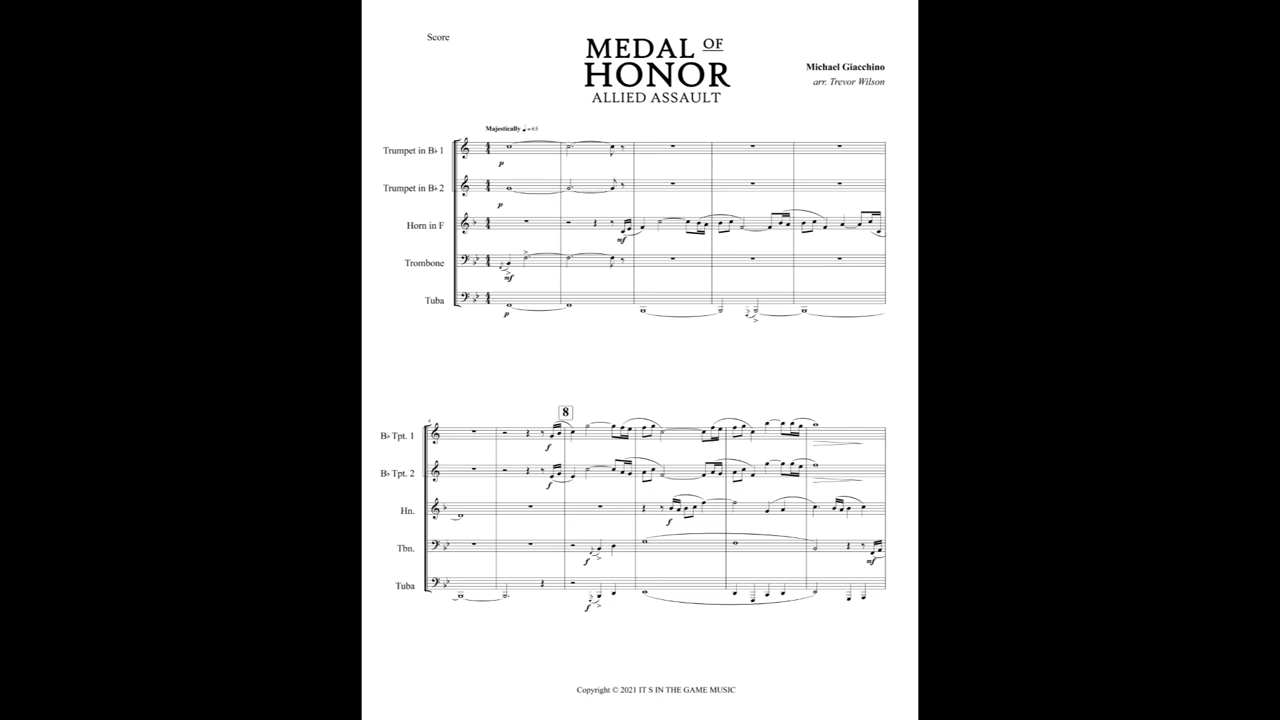 Score
MEDAL OF
HONOR
ALLIED ASSAULT
Michael Giacchino
arr. Trevor Wilson
Majestically
Trumpet in B♭ 1
p
Trumpet in B♭ 2
p
Horn in F
mf
Trombone
mf
Tuba
p
8
B♭ Tpt. 1
f
B♭ Tpt. 2
f
Hn.
f
Tbn.
f
mf
Tuba
f
Copyright © 2021 IT S IN THE GAME MUSIC